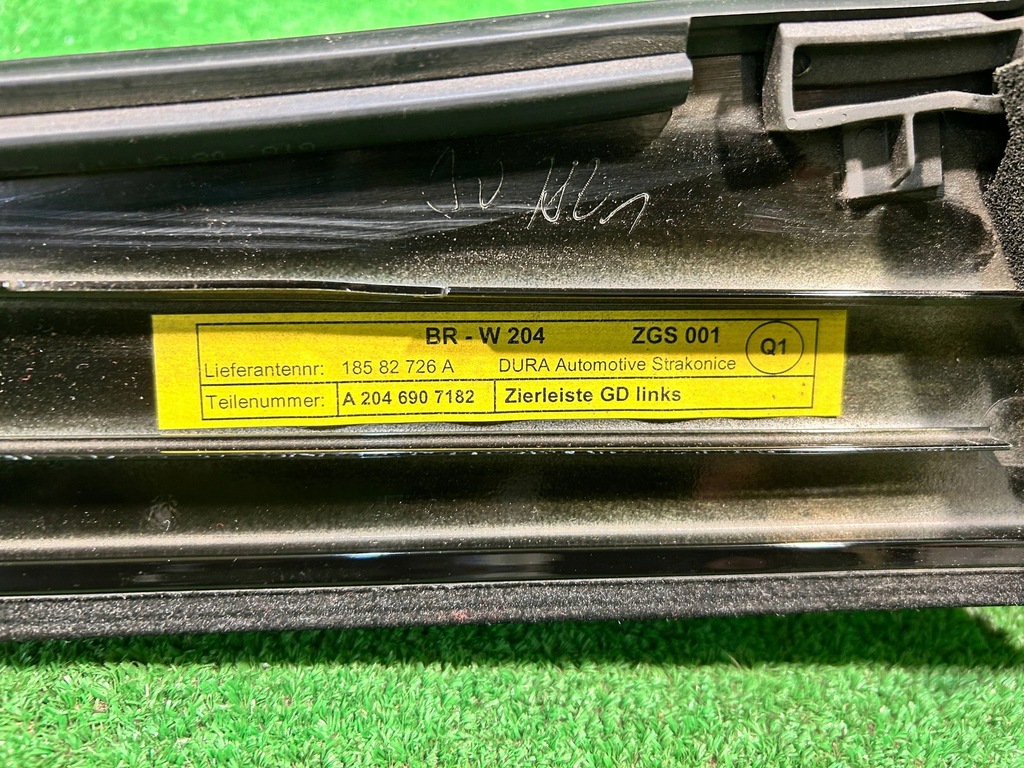 BR - W 204 ZGS 001 Q1
Lieferantennr: 185 82 726 A DURA Automotive Strakonice
Teilenummer: A 204 690 7182 Zierleiste GD links